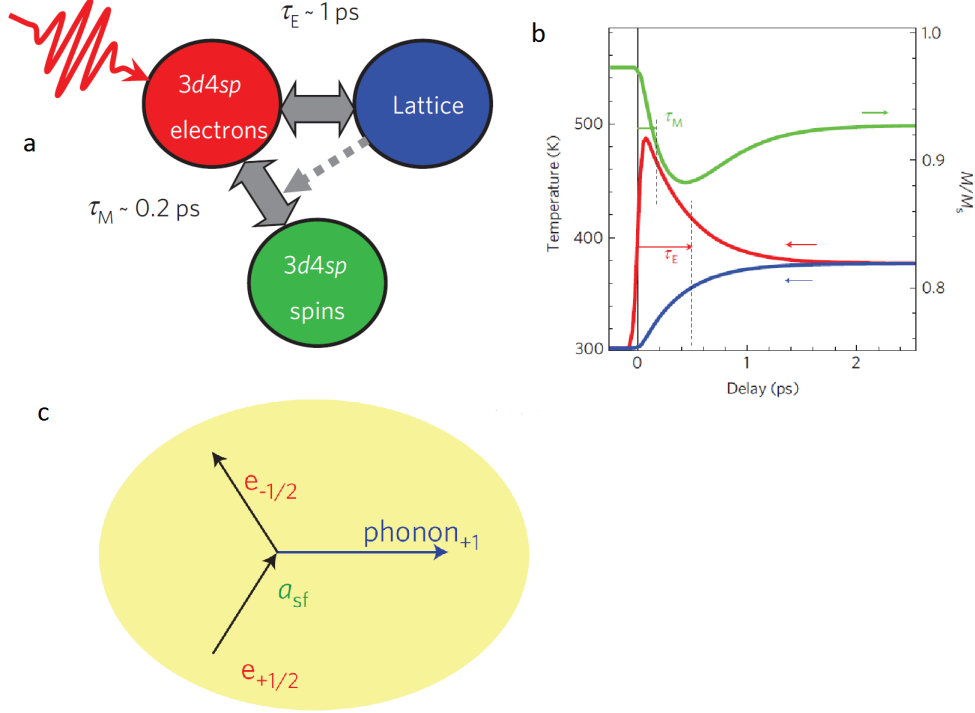 a
τE ~ 1 ps
3d4sp
electrons
Lattice
τM ~ 0.2 ps
3d4sp
spins
b
Temperature (K)
500
400
300
τM
τE
0
1
2
Delay (ps)
1.0
0.9
0.8
M/Ms
c
e-1/2
phonon+1
asf
e+1/2